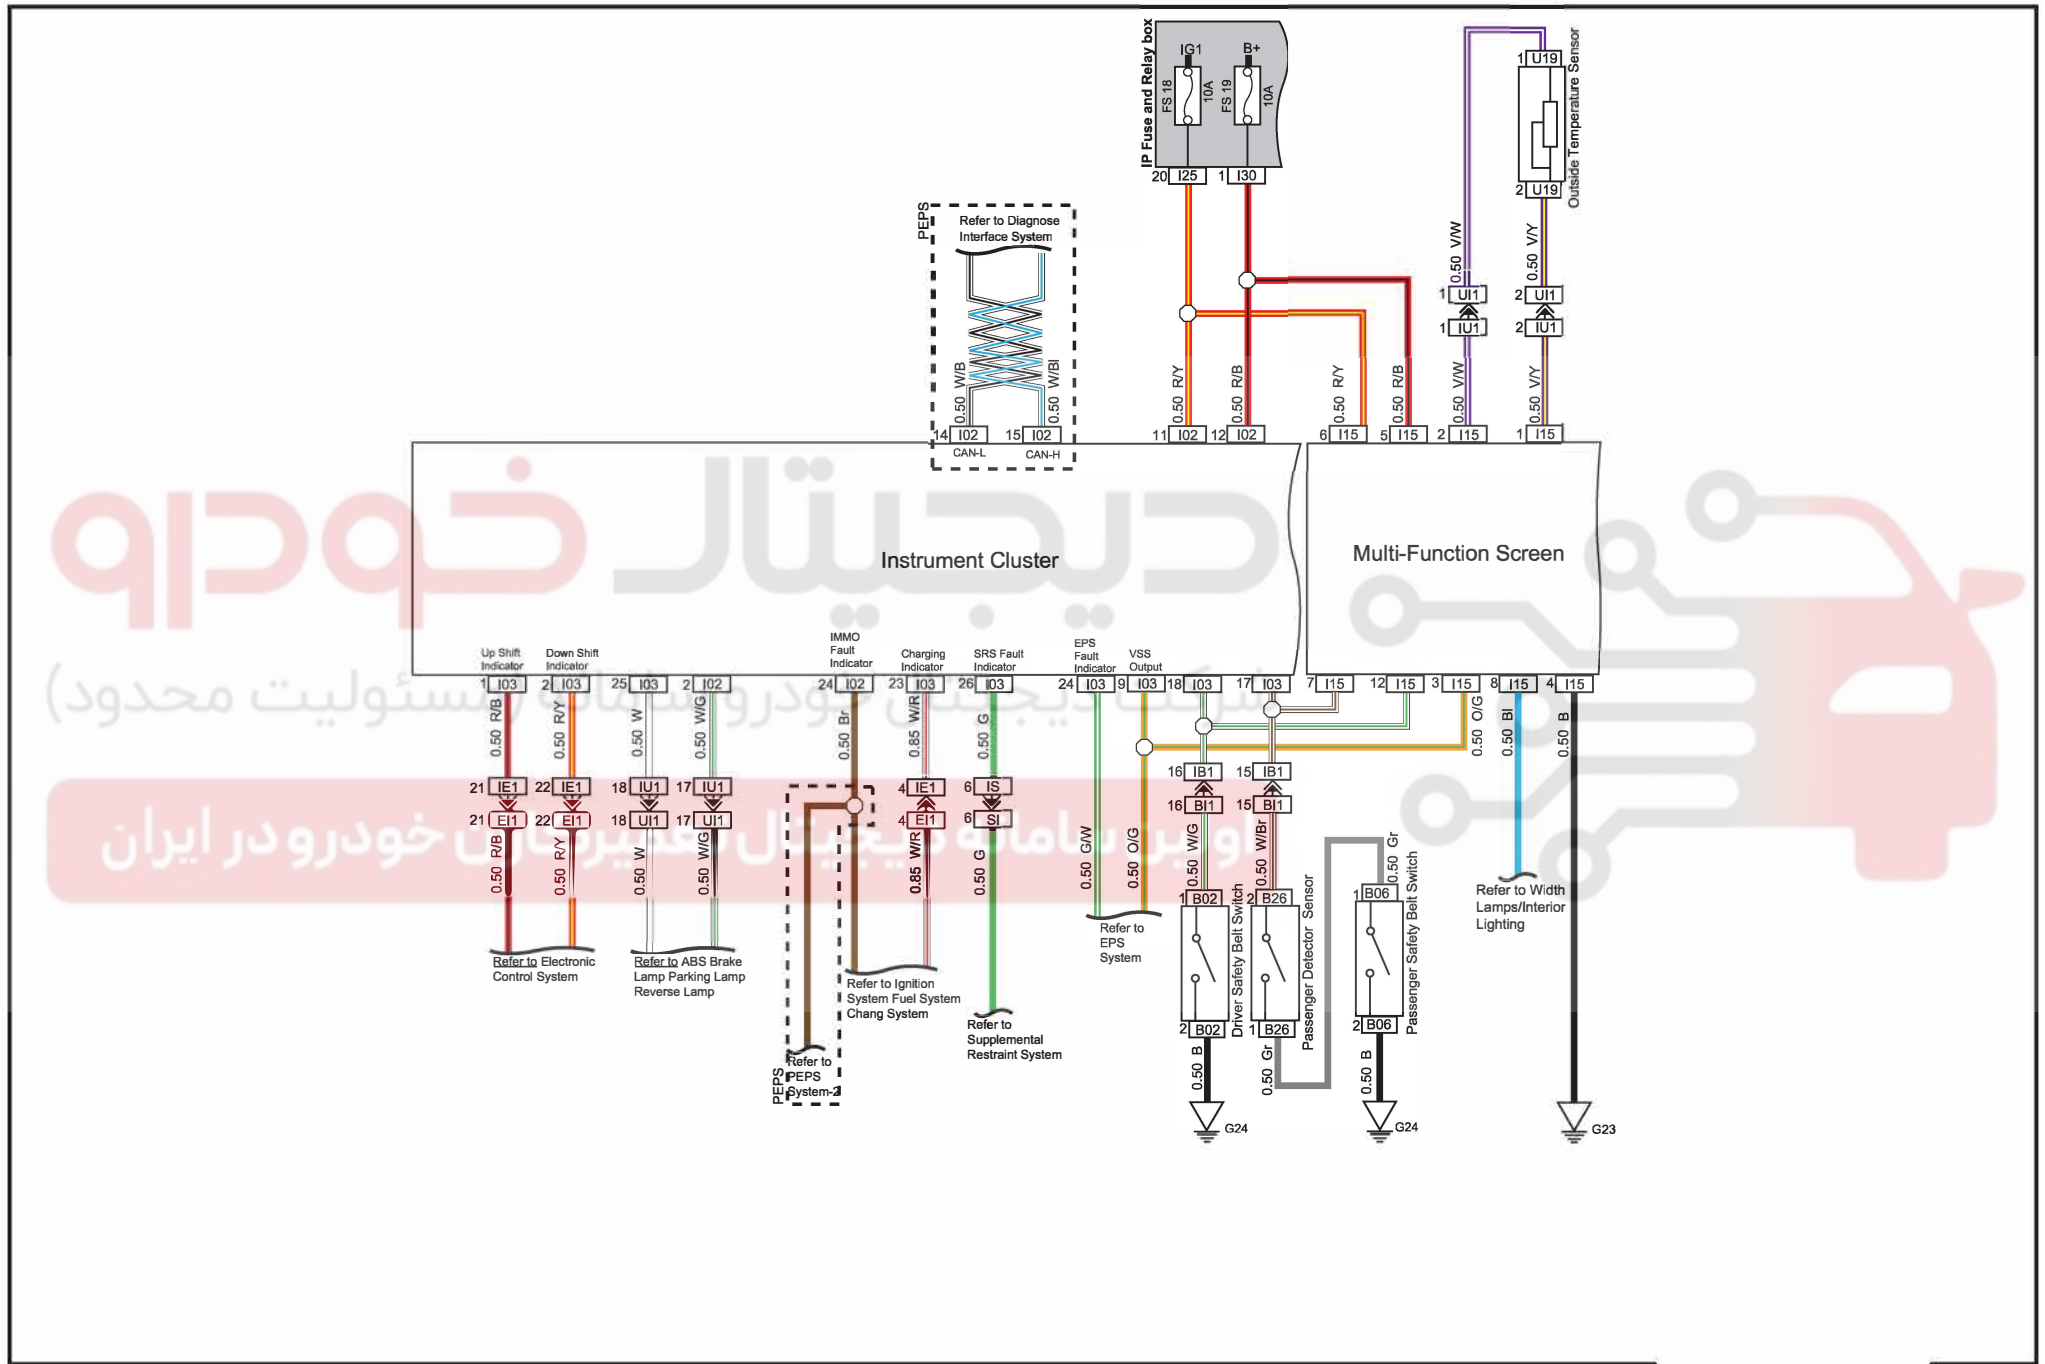 IP Fuse and Relay box
IG1
B+
FS 18
10A
FS 19
10A
20 I25
1 I30
1 U19
Outside Temperature Sensor
2 U19
PEPS
Refer to Diagnose
Interface System
0.50 V/W
0.50 V/Y
1 UI1
2 UI1
1 IU1
2 IU1
0.50 W/B
0.50 W/Bl
0.50 R/Y
0.50 R/B
0.50 R/Y
0.50 R/B
0.50 V/W
0.50 V/Y
14 I02
15 I02
11 I02
12 I02
6 I15
5 I15
2 I15
1 I15
CAN-L
CAN-H
دیجیتال خودرو
Instrument Cluster
Multi-Function Screen
شرکت دیجیتال خودرو سامانه (مسئولیت محدود)
Up Shift
Indicator
Down Shift
Indicator
IMMO
Fault
Indicator
Charging
Indicator
SRS Fault
Indicator
EPS
Fault
Indicator
VSS
Output
1 I03
2 I03
25 I03
2 I02
24 I02
23 I03
26 I03
24 I03
9 I03
18 I03
17 I03
7 I15
12 I15
3 I15
8 I15
4 I15
0.50 R/B
0.50 R/Y
0.50 W
0.50 W/G
0.50 Br
0.85 W/R
0.50 G
0.50 O/G
0.50 Bl
0.50 B
21 IE1
22 IE1
18 IU1
17 IU1
4 IE1
6 IS
16 IB1
15 IB1
21 EI1
22 EI1
18 UI1
17 UI1
4 EI1
6 SI
16 BI1
15 BI1
اولین سامانه دیجیتال تعمیرکاران خودرو در ایران
0.50 R/B
0.50 R/Y
0.50 W
0.50 W/G
0.85 W/R
0.50 G
0.50 G/W
0.50 O/G
0.50 W/G
0.50 W/Br
0.50 Gr
1 B02
2 B26
1 B06
Driver Safety Belt Switch
Passenger Detector Sensor
Passenger Safety Belt Switch
Refer to Width
Lamps/Interior
Lighting
Refer to
EPS
System
Refer to Electronic
Control System
Refer to ABS Brake
Lamp Parking Lamp
Reverse Lamp
Refer to Ignition
System Fuel System
Chang System
Refer to
Supplemental
Restraint System
PEPS
Refer to
PEPS
System-2
2 B02
1 B26
2 B06
0.50 B
0.50 Gr
0.50 B
G24
G24
G23